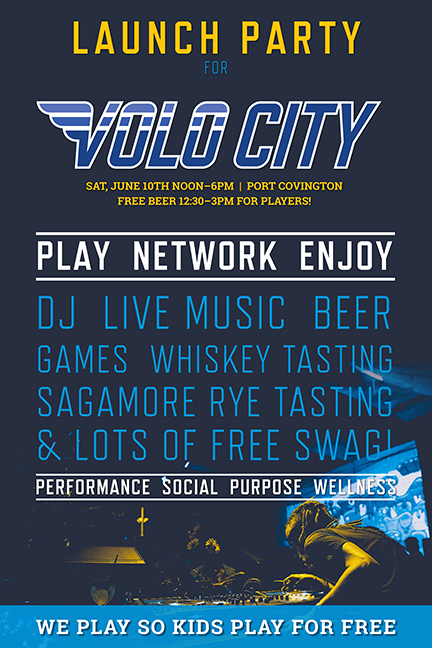 LAUNCH PARTY
FOR
VOLO CITY
SAT, JUNE 10TH NOON–6PM | PORT COVINGTON
FREE BEER 12:30–3PM FOR PLAYERS!
PLAY NETWORK ENJOY
DJ LIVE MUSIC BEER
GAMES WHISKEY TASTING
SAGAMORE RYE TASTING
& LOTS OF FREE SWAG!
PERFORMANCE SOCIAL PURPOSE WELLNESS
WE PLAY SO KIDS PLAY FOR FREE